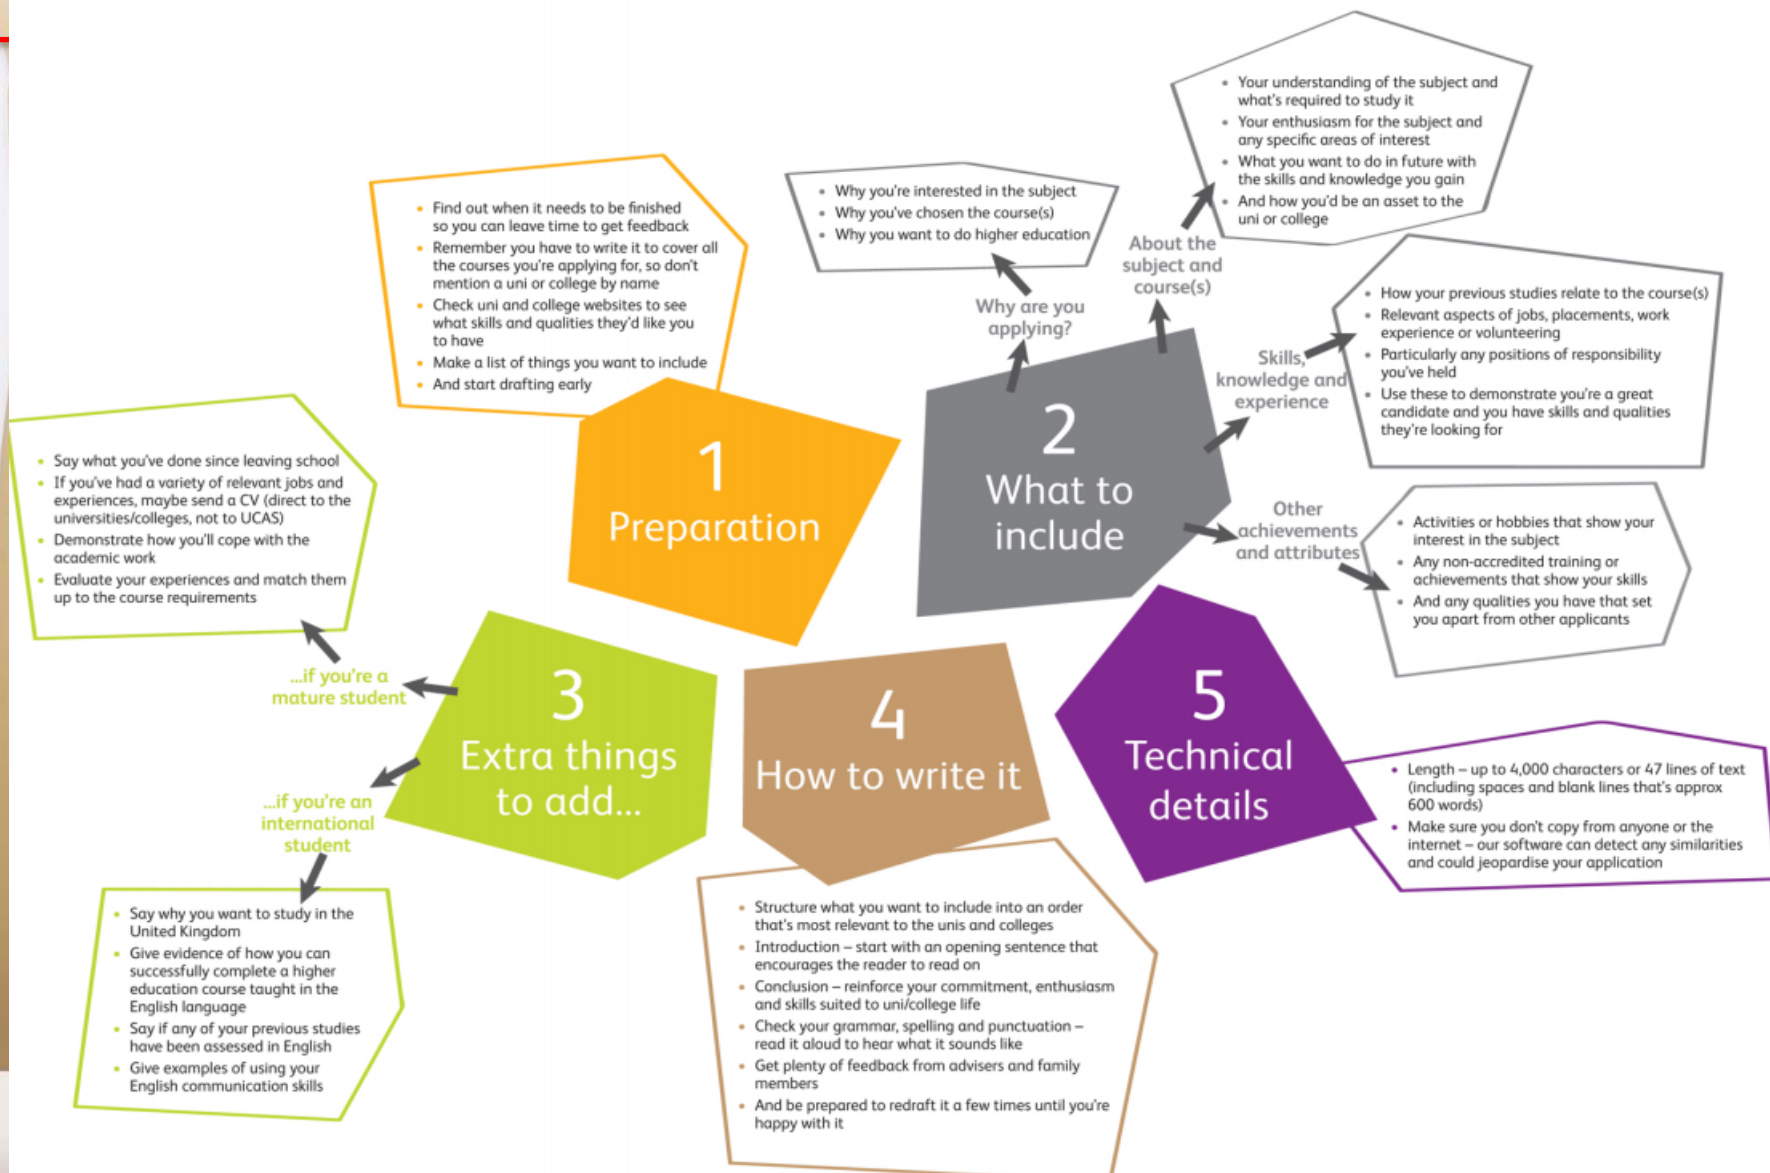 Find out when it needs to be finished
so you can leave time to get feedback
Remember you have to write it to cover all
the courses you're applying for, so don't
mention a uni or college by name
Check uni and college websites to see
what skills and qualities they'd like you
to have
Make a list of things you want to include
And start drafting early
1
Preparation
2
What to
include
Why are you
applying?
Why you're interested in the subject
Why you've chosen the course(s)
Why you want to do higher education
About the
subject and
course(s)
Your understanding of the subject and
what's required to study it
Your enthusiasm for the subject and
any specific areas of interest
What you want to do in future with
the skills and knowledge you gain
And how you'd be an asset to the
uni or college
Skills,
knowledge and
experience
How your previous studies relate to the course(s)
Relevant aspects of jobs, placements, work
experience or volunteering
Particularly any positions of responsibility
you've held
Use these to demonstrate you're a great
candidate and you have skills and qualities
they're looking for
Other
achievements
and attributes
Activities or hobbies that show your
interest in the subject
Any non-accredited training or
achievements that show your skills
And any qualities you have that set
you apart from other applicants
3
Extra things
to add...
...if you're a
mature student
Say what you've done since leaving school
If you've had a variety of relevant jobs and
experiences, maybe send a CV (direct to the
universities/colleges, not to UCAS)
Demonstrate how you'll cope with the
academic work
Evaluate your experiences and match them
up to the course requirements
...if you're an
international
student
Say why you want to study in the
United Kingdom
Give evidence of how you can
successfully complete a higher
education course taught in the
English language
Say if any of your previous studies
have been assessed in English
Give examples of using your
English communication skills
4
How to write it
Structure what you want to include into an order
that's most relevant to the unis and colleges
Introduction – start with an opening sentence that
encourages the reader to read on
Conclusion – reinforce your commitment, enthusiasm
and skills suited to uni/college life
Check your grammar, spelling and punctuation –
read it aloud to hear what it sounds like
Get plenty of feedback from advisers and family
members
And be prepared to redraft it a few times until you're
happy with it
5
Technical
details
Length – up to 4,000 characters or 47 lines of text
(including spaces and blank lines that's approx
600 words)
Make sure you don't copy from anyone or the
internet – our software can detect any similarities
and could jeopardise your application